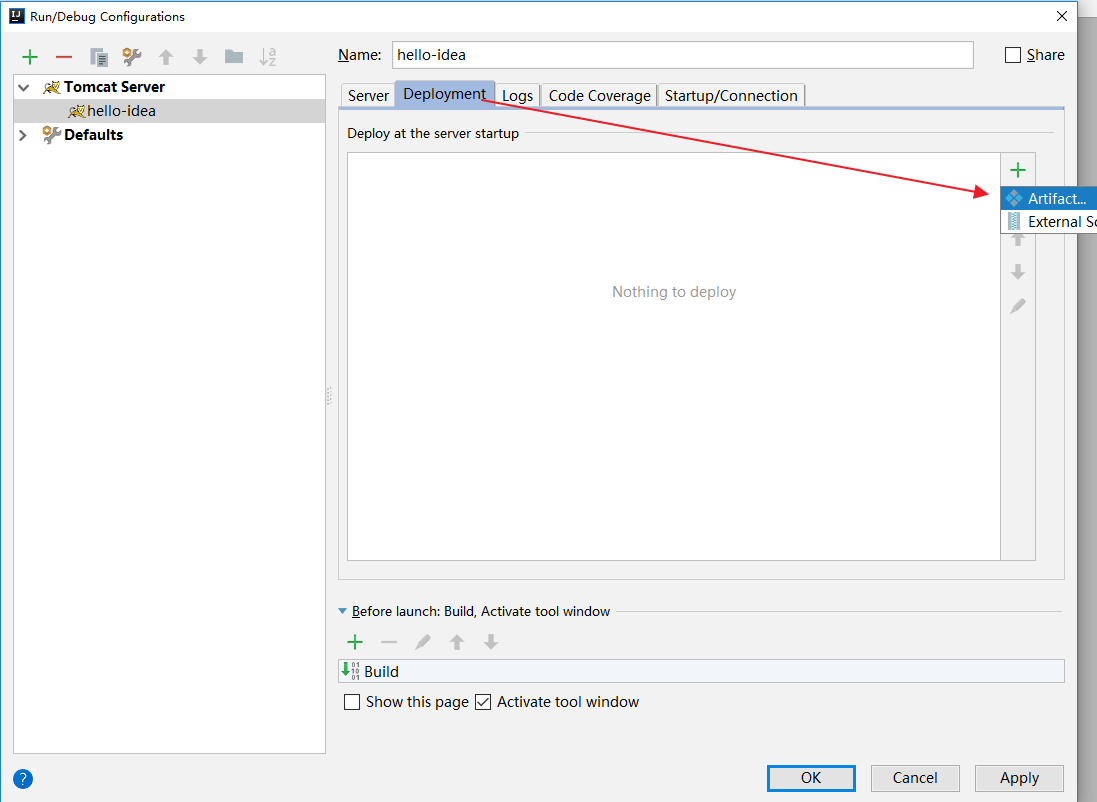 Run/Debug Configurations
Name: hello-idea Share
Tomcat Server
hello-idea
Defaults
Server Deployment Logs Code Coverage Startup/Connection
Deploy at the server startup
Artifact...
External
Nothing to deploy
Before launch: Build, Activate tool window
Build
Show this page Activate tool window
? OK Cancel Apply